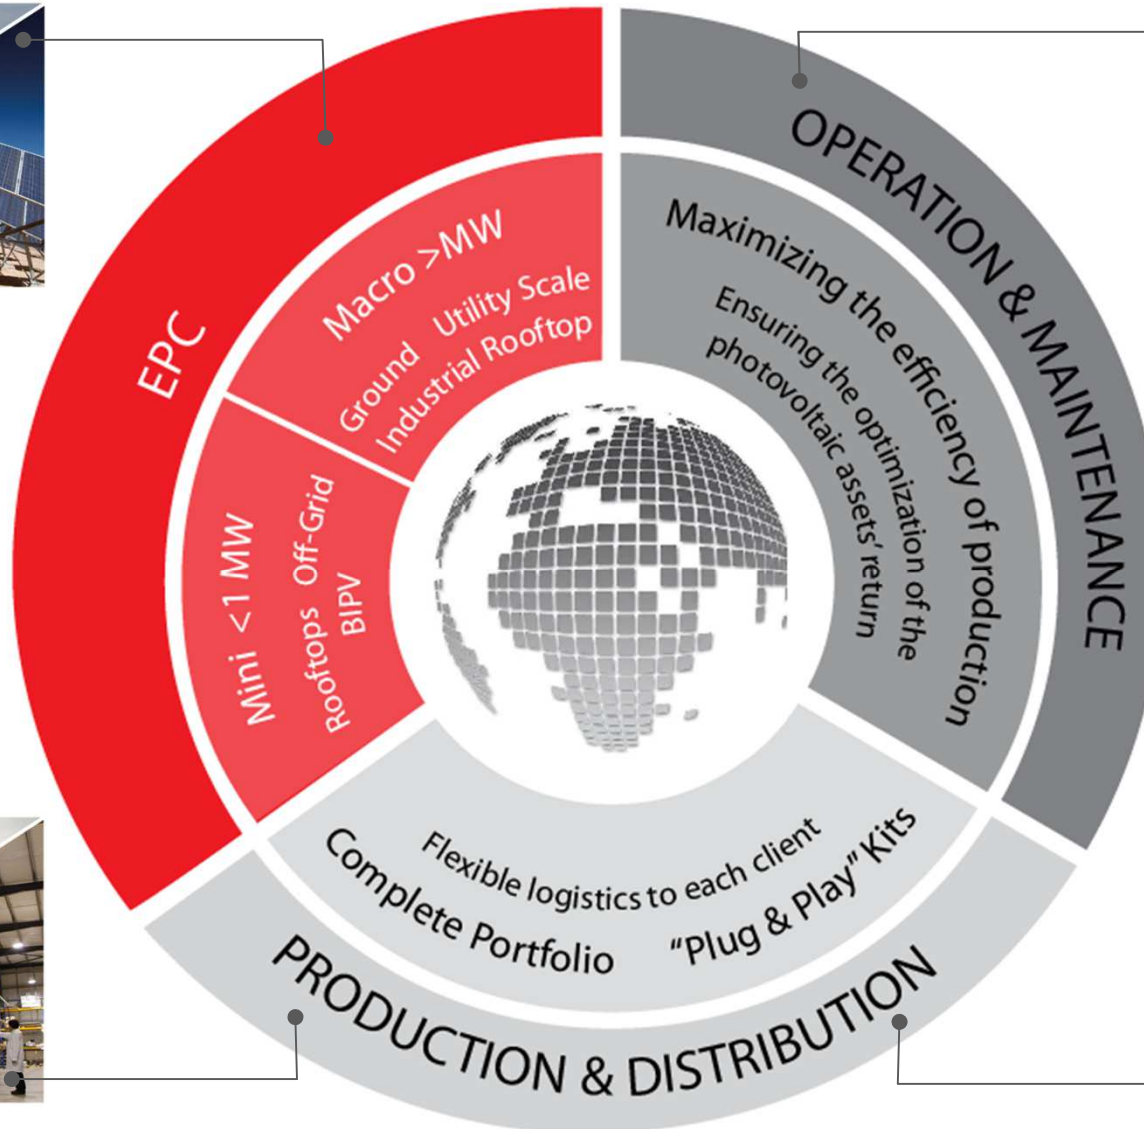 EPC
Macro >MW
Ground Utility Scale
Industrial Rooftop
Mini <1 MW
Rooftops Off-Grid
BIPV
OPERATION & MAINTENANCE
Maximizing the efficiency of production
Ensuring the optimization of the
photovoltaic assets' return
Flexible logistics to each client
Complete Portfolio "Plug & Play" Kits
PRODUCTION & DISTRIBUTION